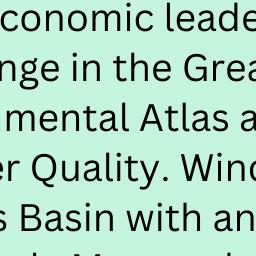 conomic leade
nge in the Grea
mental Atlas a
er Quality. Wind
s Basin with an